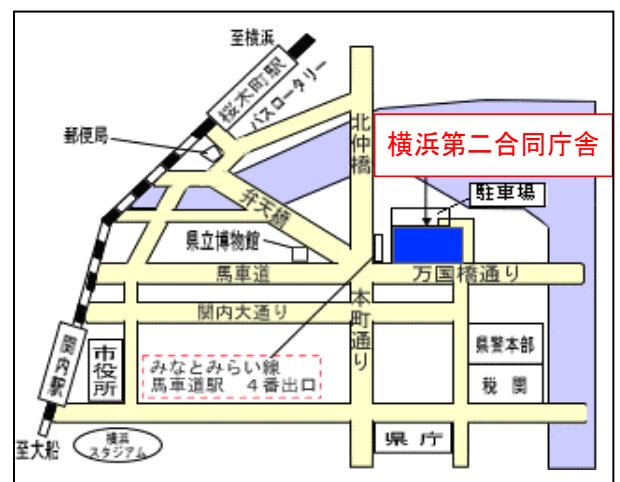 至横浜
桜木町駅
バスロータリー
郵便局
北仲橋
横浜第二合同庁舎
駐車場
弁天橋
県立博物館
馬車道
万国橋通り
関内大通り
本町通り
みなとみらい線
馬車道駅 4番出口
県警本部
税関
関内駅
市役所
県庁
至大船
横浜
スタジアム